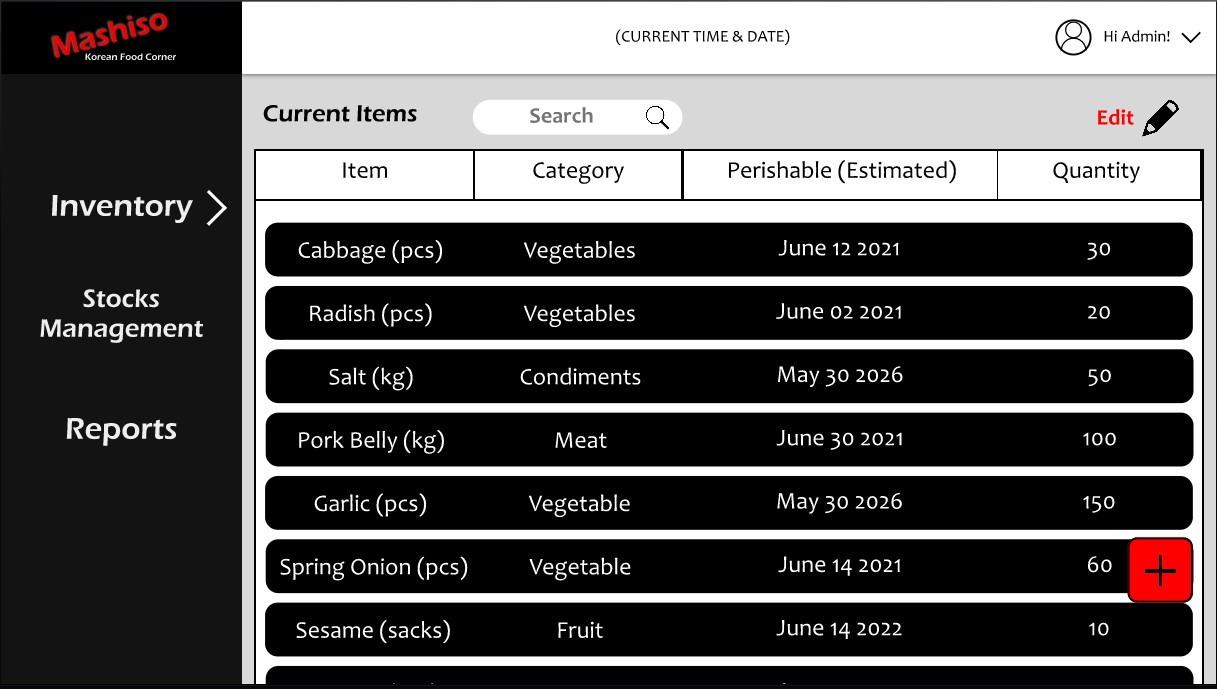 Mashiso
Korean Food Corner
(CURRENT TIME & DATE)
Hi Admin!
Inventory
Stocks
Management
Reports
Current Items
Search
Edit
Item Category Perishable (Estimated) Quantity
Cabbage (pcs) Vegetables June 12 2021 30
Radish (pcs) Vegetables June 02 2021 20
Salt (kg) Condiments May 30 2026 50
Pork Belly (kg) Meat June 30 2021 100
Garlic (pcs) Vegetable May 30 2026 150
Spring Onion (pcs) Vegetable June 14 2021 60
Sesame (sacks) Fruit June 14 2022 10